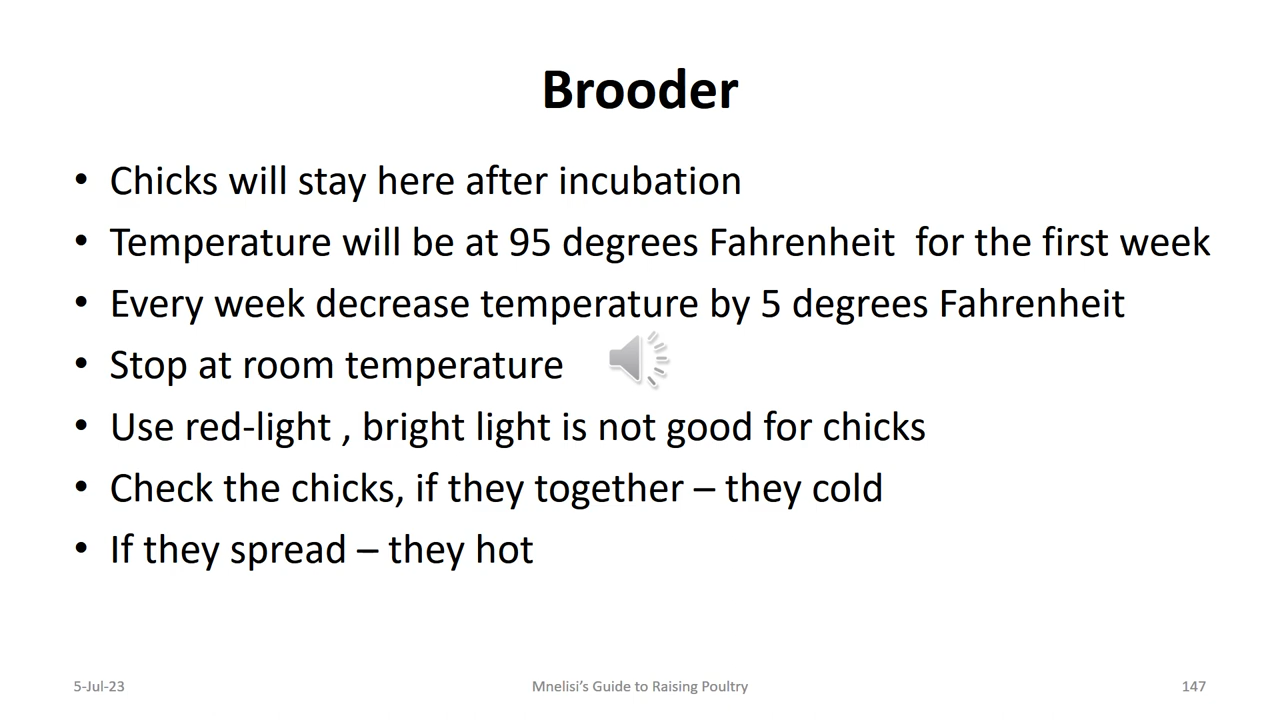 Brooder
• Chicks will stay here after incubation
• Temperature will be at 95 degrees Fahrenheit  for the first week
• Every week decrease temperature by 5 degrees Fahrenheit
• Stop at room temperature
• Use red-light , bright light is not good for chicks
• Check the chicks, if they together – they cold
• If they spread – they hot
5-Jul-23
Mnelisi’s Guide to Raising Poultry
147